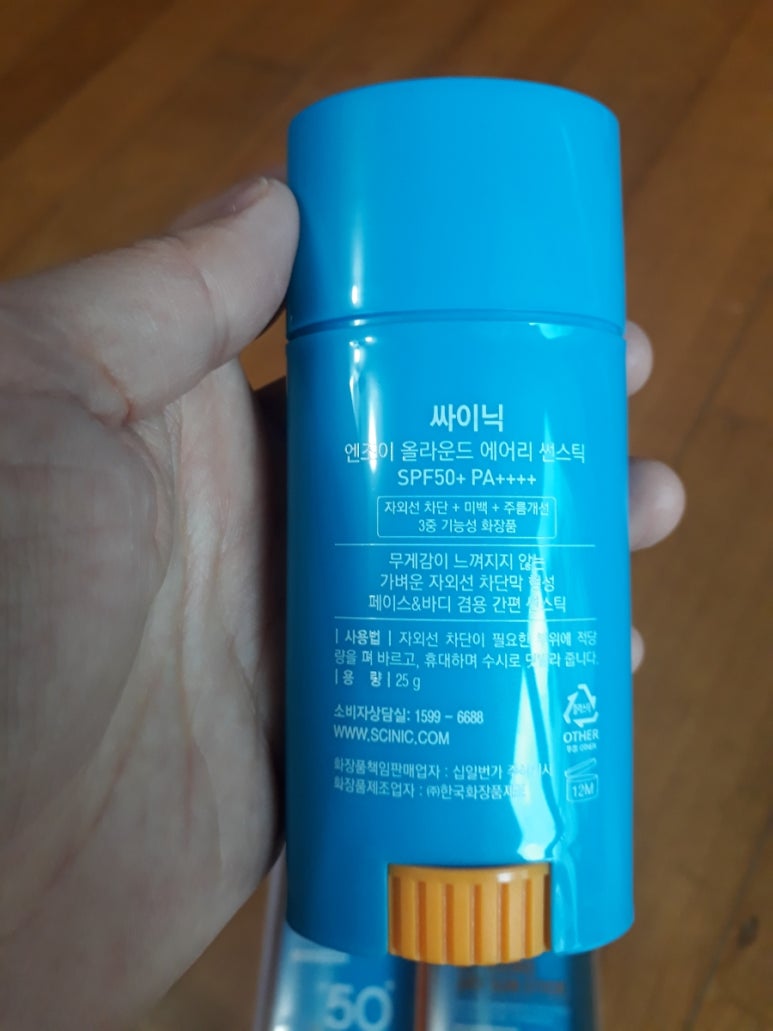 싸이닉
엔조이 올라운드 에어리 썬스틱
SPF50+ PA++++
자외선 차단 + 미백 + 주름개선
3중 기능성 화장품
무게감이 느껴지지 않는
가벼운 자외선 차단막 형성
페이스&바디 겸용 간편 썬스틱
| 사용법 | 자외선 차단이 필요한 부위에 적당
량을 펴 바르고, 휴대하며 수시로 덧발라 줍니다.
| 용 량 | 25 g
소비자상담실: 1599 - 6688
WWW.SCINIC.COM
OTHER
화장품책임판매업자 : 십일번가
화장품제조업자 : ㈜한국화장품제조
12M
50+